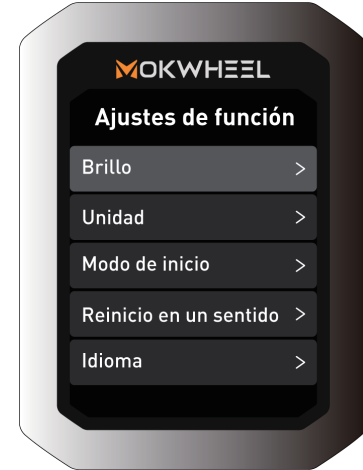 MOKWHEEL
Ajustes de función
Brillo >
Unidad >
Modo de inicio >
Reinicio en un sentido >
Idioma >